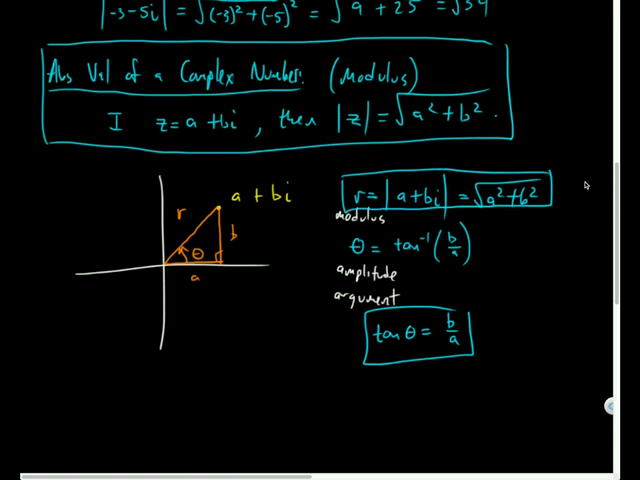 |-3-5i| = √(-3)² + (-5)² = √9 + 25 = √34
Abs Val of a Complex Number: (Modulus)
I z = a + bi, then |z| = √a² + b².
a + bi
r
b
θ
a
r = |a + bi| = √a² + b²
modulus
θ = tan⁻¹(b/a)
amplitude
argument
tan θ = b/a